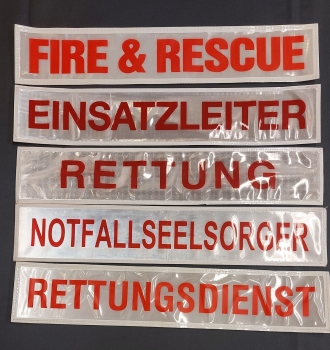 FIRE & RESCUE
EINSATZLEITER
RETTUNG
NOTFALLSEELSORGER
RETTUNGSDIENST